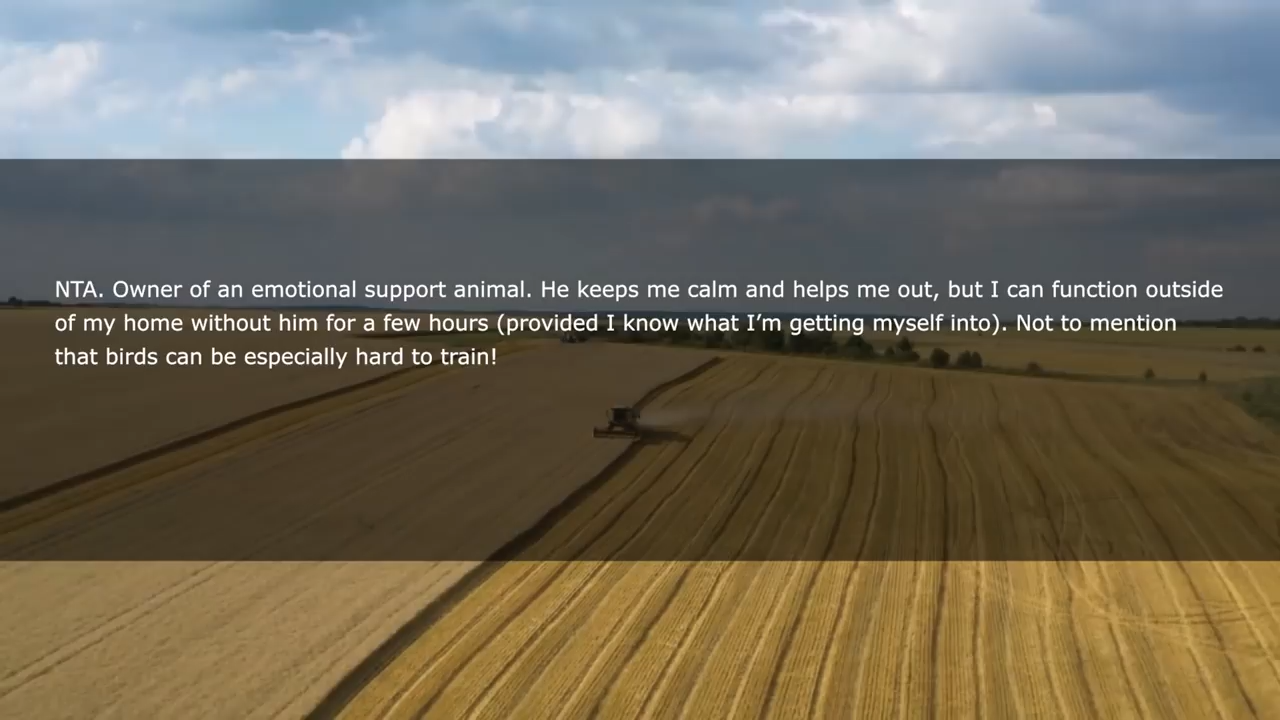 NTA. Owner of an emotional support animal. He keeps me calm and helps me out, but I can function outside
of my home without him for a few hours (provided I know what I’m getting myself into). Not to mention
that birds can be especially hard to train!